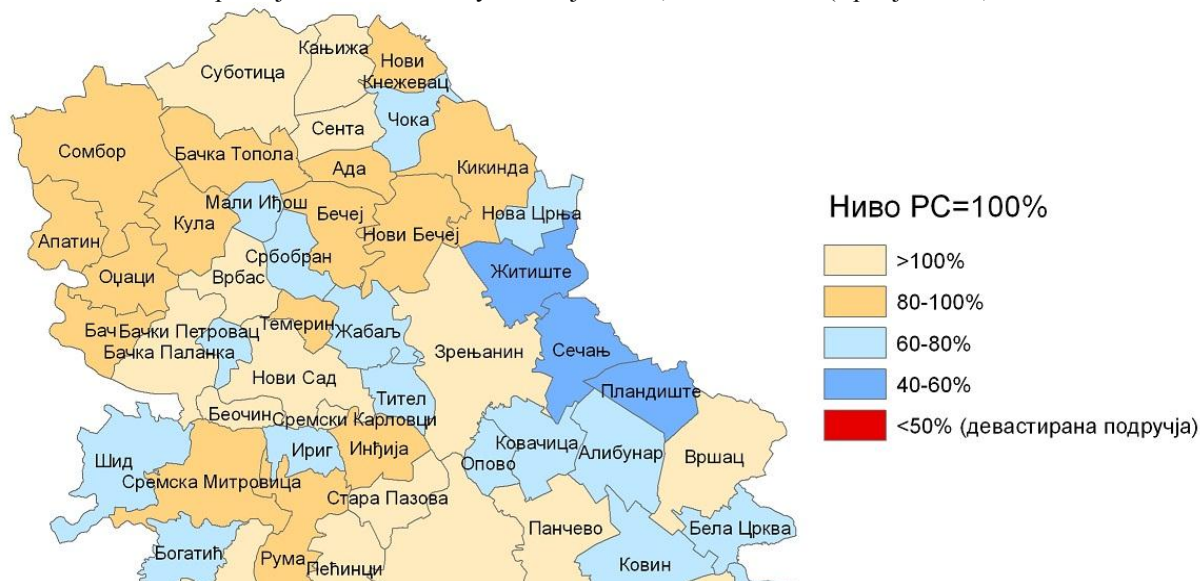 Кањижа
Нови
Кнежевац
Суботица
Чока
Сента
Сомбор
Бачка Топола
Ада
Кикинда
Мали Иђош
Бечеј
Нова Црња
Апатин
Кула
Нови Бечеј
Србобран
Житиште
Оџаци
Врбас
Бач
Бачки Петровац
Темерин
Жабаљ
Бачка Паланка
Зрењанин
Сечањ
Нови Сад
Тител
Пландиште
Беочин
Сремски Карловци
Шид
Ириг
Инђија
Ковачица
Опово
Алибунар
Вршац
Сремска Митровица
Стара Пазова
Панчево
Бела Црква
Богатић
Рума
Пећинци
Ковин
Ниво РС=100%
>100%
80-100%
60-80%
40-60%
<50% (девастирана подручја)